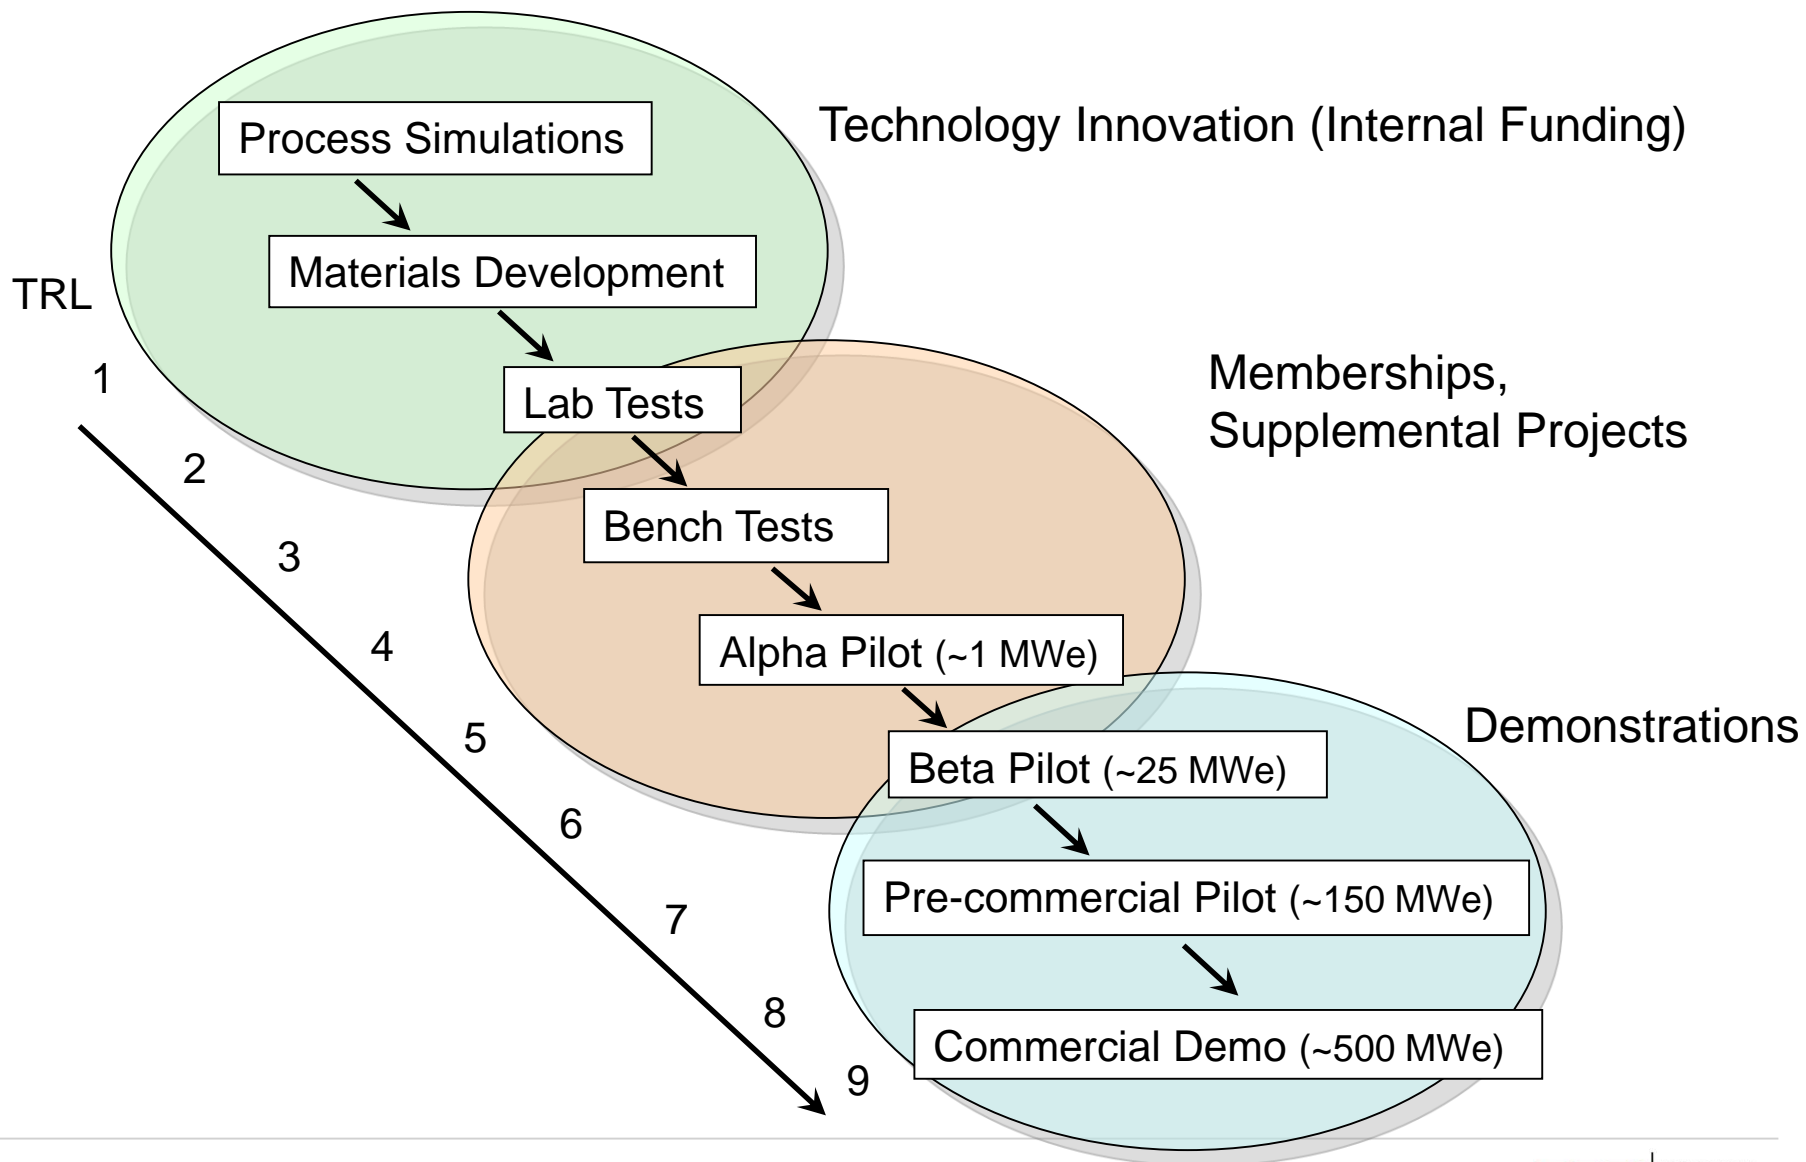 Process Simulations
Technology Innovation (Internal Funding)
Materials Development
TRL
1
Lab Tests
Memberships,
Supplemental Projects
2
Bench Tests
3
4
Alpha Pilot (~1 MWe)
5
Demonstrations
Beta Pilot (~25 MWe)
6
7
Pre-commercial Pilot (~150 MWe)
8
Commercial Demo (~500 MWe)
9